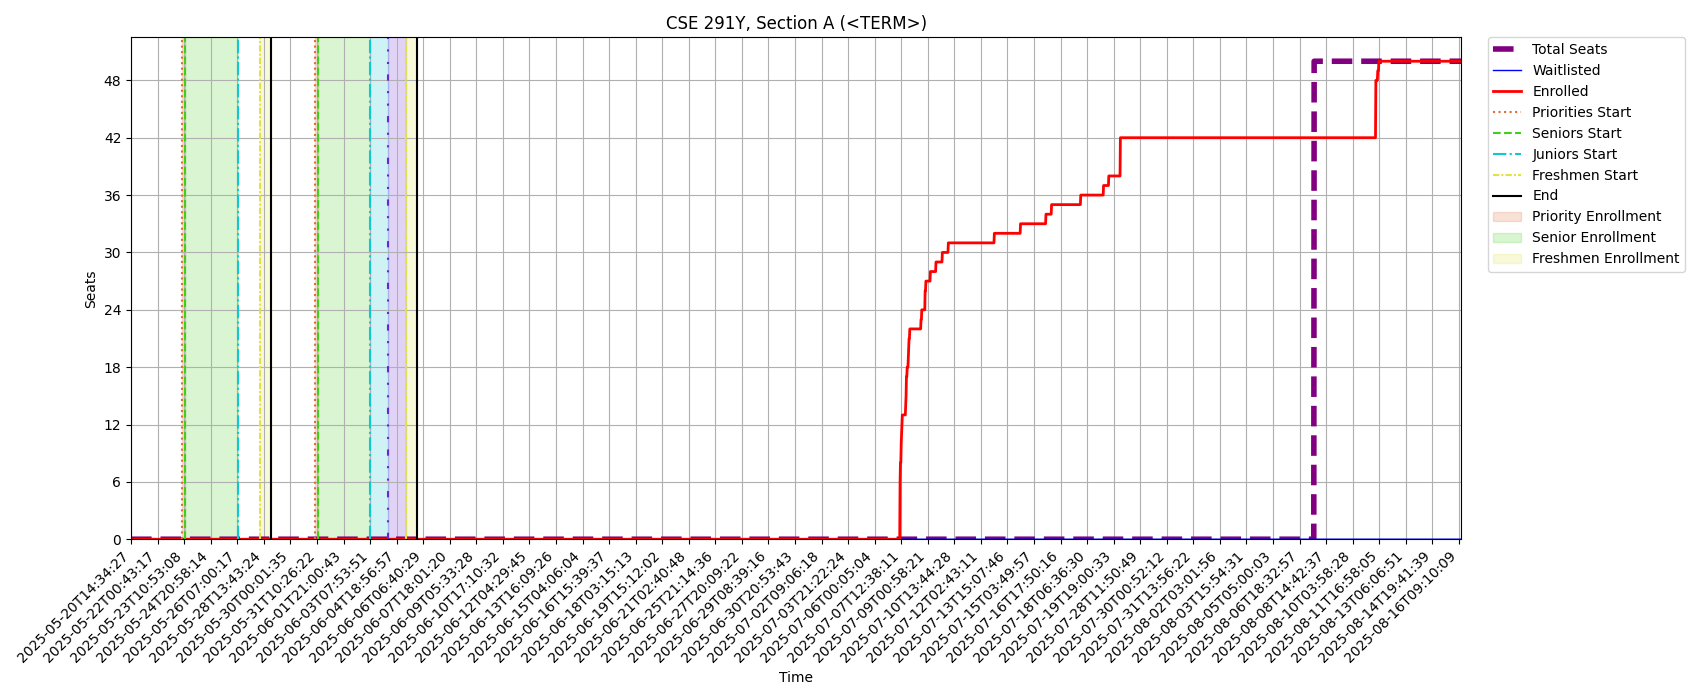 CSE 291Y, Section A (<TERM>)
Total Seats
Waitlisted
Enrolled
Priorities Start
Seniors Start
Juniors Start
Freshmen Start
End
Priority Enrollment
Senior Enrollment
Freshmen Enrollment
Seats
48
42
36
30
24
18
12
6
0
2025-05-20T14:34:27
2025-05-22T00:43:17
2025-05-23T10:53:08
2025-05-24T20:58:14
2025-05-26T07:00:17
2025-05-28T13:43:24
2025-05-30T00:01:35
2025-05-31T10:26:22
2025-06-01T21:00:43
2025-06-03T07:53:51
2025-06-04T18:56:57
2025-06-06T06:40:29
2025-06-07T18:01:20
2025-06-09T05:33:28
2025-06-10T17:10:32
2025-06-12T04:29:45
2025-06-13T16:09:26
2025-06-15T04:06:04
2025-06-16T15:39:37
2025-06-18T03:15:13
2025-06-19T15:12:02
2025-06-21T02:40:48
2025-06-25T21:14:36
2025-06-27T20:09:22
2025-06-29T08:39:16
2025-06-30T20:53:43
2025-07-02T09:06:18
2025-07-03T21:22:24
2025-07-06T00:05:04
2025-07-07T12:38:11
2025-07-09T00:58:21
2025-07-10T13:44:28
2025-07-12T02:43:11
2025-07-13T15:07:46
2025-07-15T03:49:57
2025-07-16T17:50:16
2025-07-18T06:36:30
2025-07-19T19:00:33
2025-07-28T11:50:49
2025-07-30T00:52:12
2025-07-31T13:56:22
2025-08-02T03:01:56
2025-08-03T15:54:31
2025-08-05T05:00:03
2025-08-06T18:32:57
2025-08-08T14:42:37
2025-08-10T03:58:28
2025-08-11T16:58:05
2025-08-13T06:06:51
2025-08-14T19:41:39
2025-08-16T09:10:09
Time